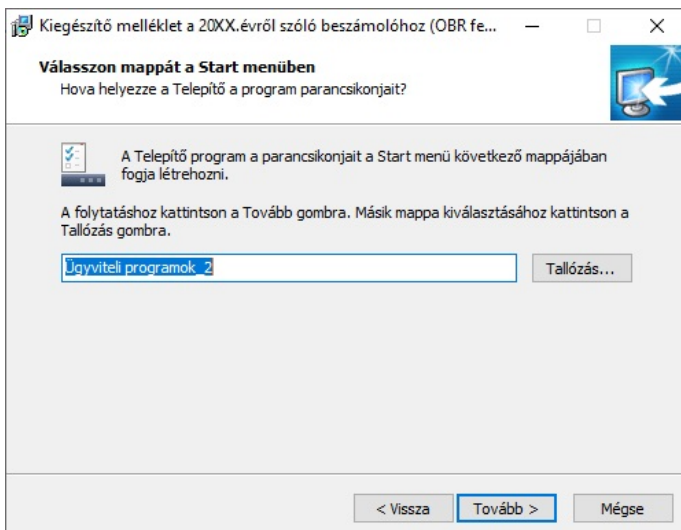 Kiegészítő melléklet a 20XX.évről szóló beszámolóhoz (OBR fe...
Válasszon mappát a Start menüben
Hova helyezze a Telepítő a program parancsikonjait?
A Telepítő program a parancsikonjait a Start menü következő mappájában
fogja létrehozni.
A folytatáshoz kattintson a Tovább gombra. Másik mappa kiválasztásához kattintson a
Tallózás gombra.
Ügyviteli programok_2
Tallózás...
< Vissza
Tovább >
Mégse